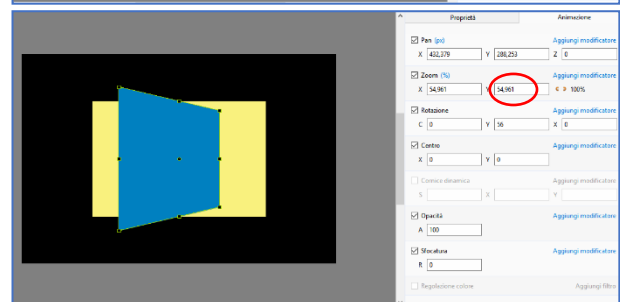 Proprietà Animazione
Pan (px) Aggiungi modificatore
X 432,379 Y 288,253 Z 0
Zoom (%) Aggiungi modificatore
X 54,961 Y 54,961 100%
Rotazione Aggiungi modificatore
C 0 Y 56 X 0
Centro Aggiungi modificatore
X 0 Y 0
Cornice dinamica Aggiungi modificatore
S X Y
Opacità Aggiungi modificatore
A 100
Sfocatura Aggiungi modificatore
R 0
Regolazione colore Aggiungi filtro